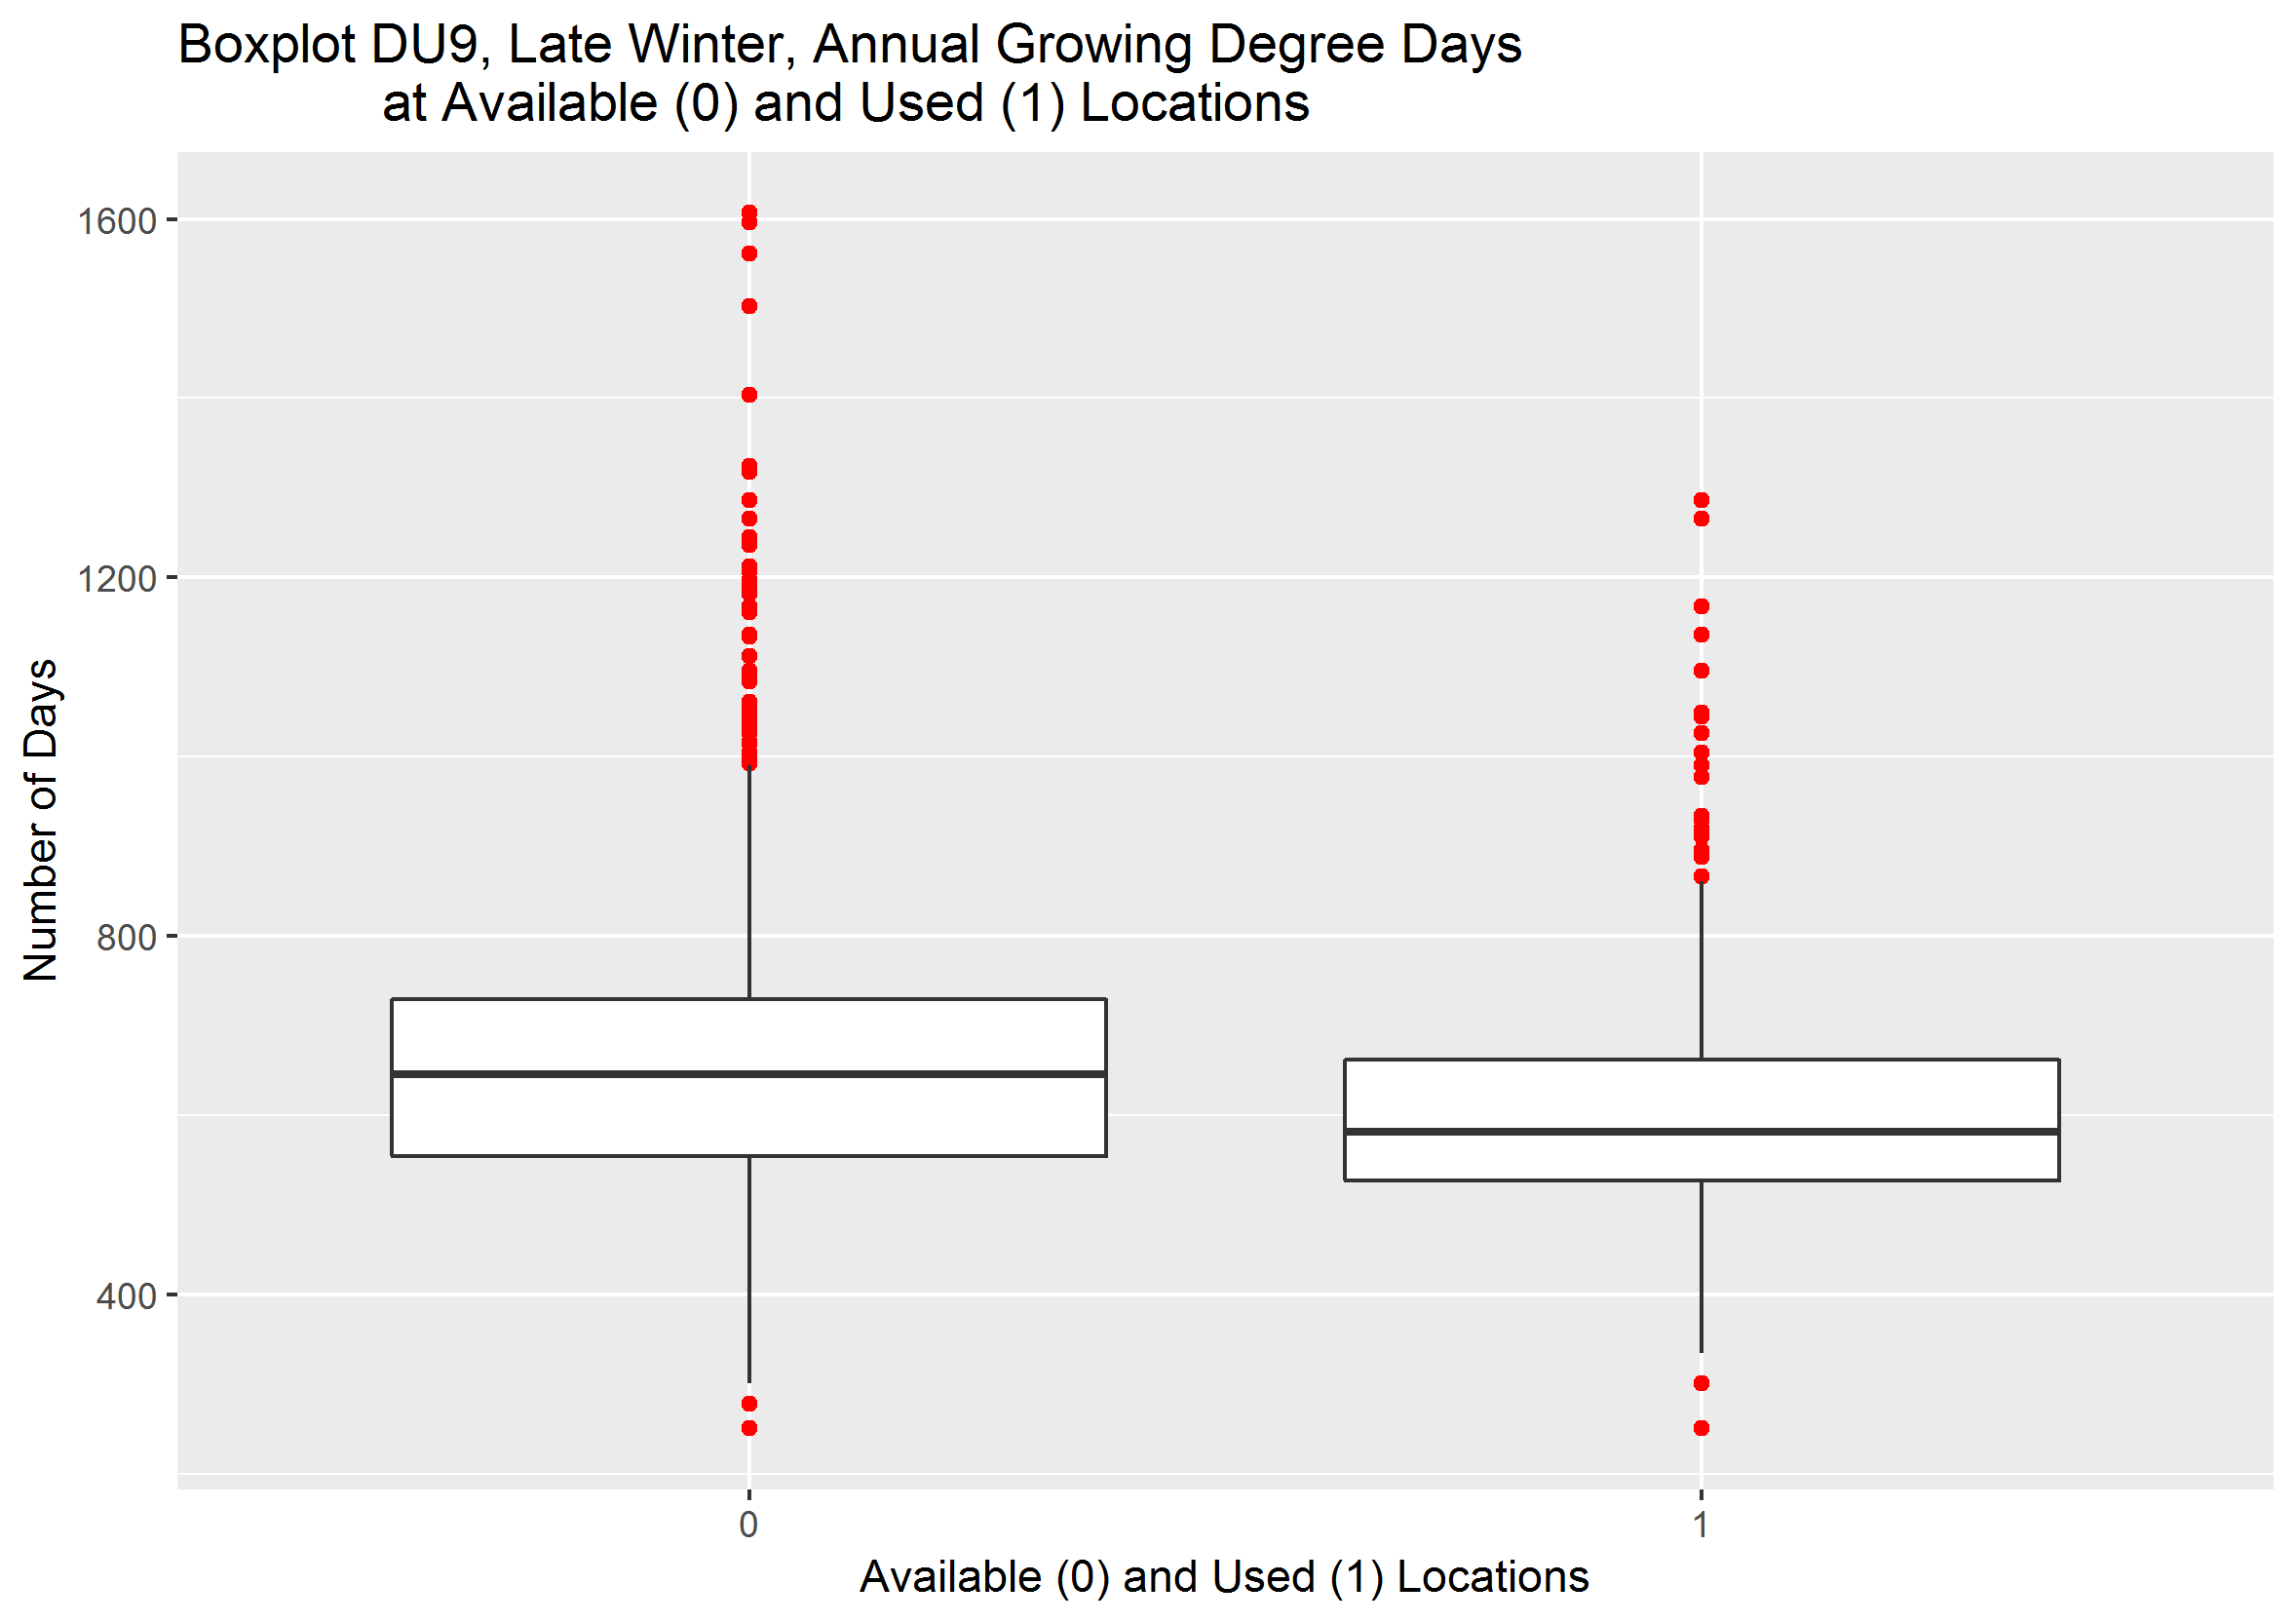 Boxplot DU9, Late Winter, Annual Growing Degree Days
at Available (0) and Used (1) Locations
1600
1200
800
400
Number of Days
0
1
Available (0) and Used (1) Locations